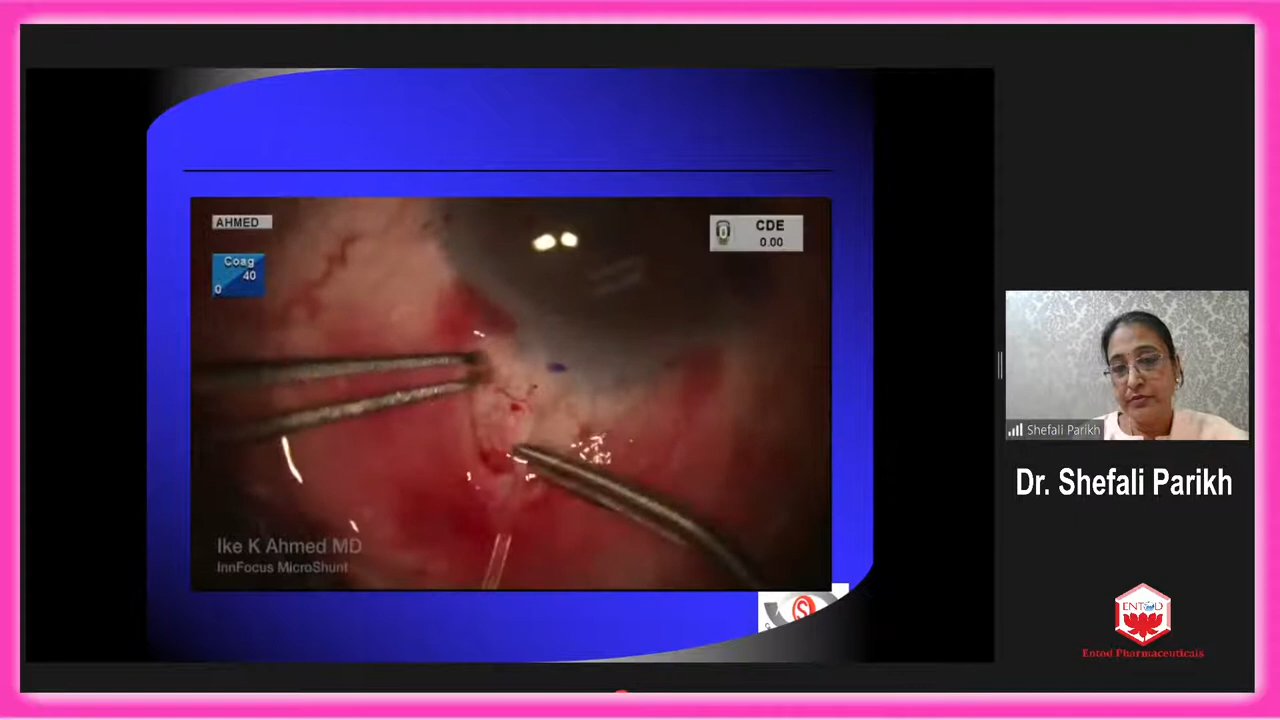 AHMED
Coag
40
0
CDE
0.00
Ike K Ahmed MD
InnFocus MicroShunt
S
Shefali Parikh
Dr. Shefali Parikh
ENTOD
Entod Pharmaceuticals